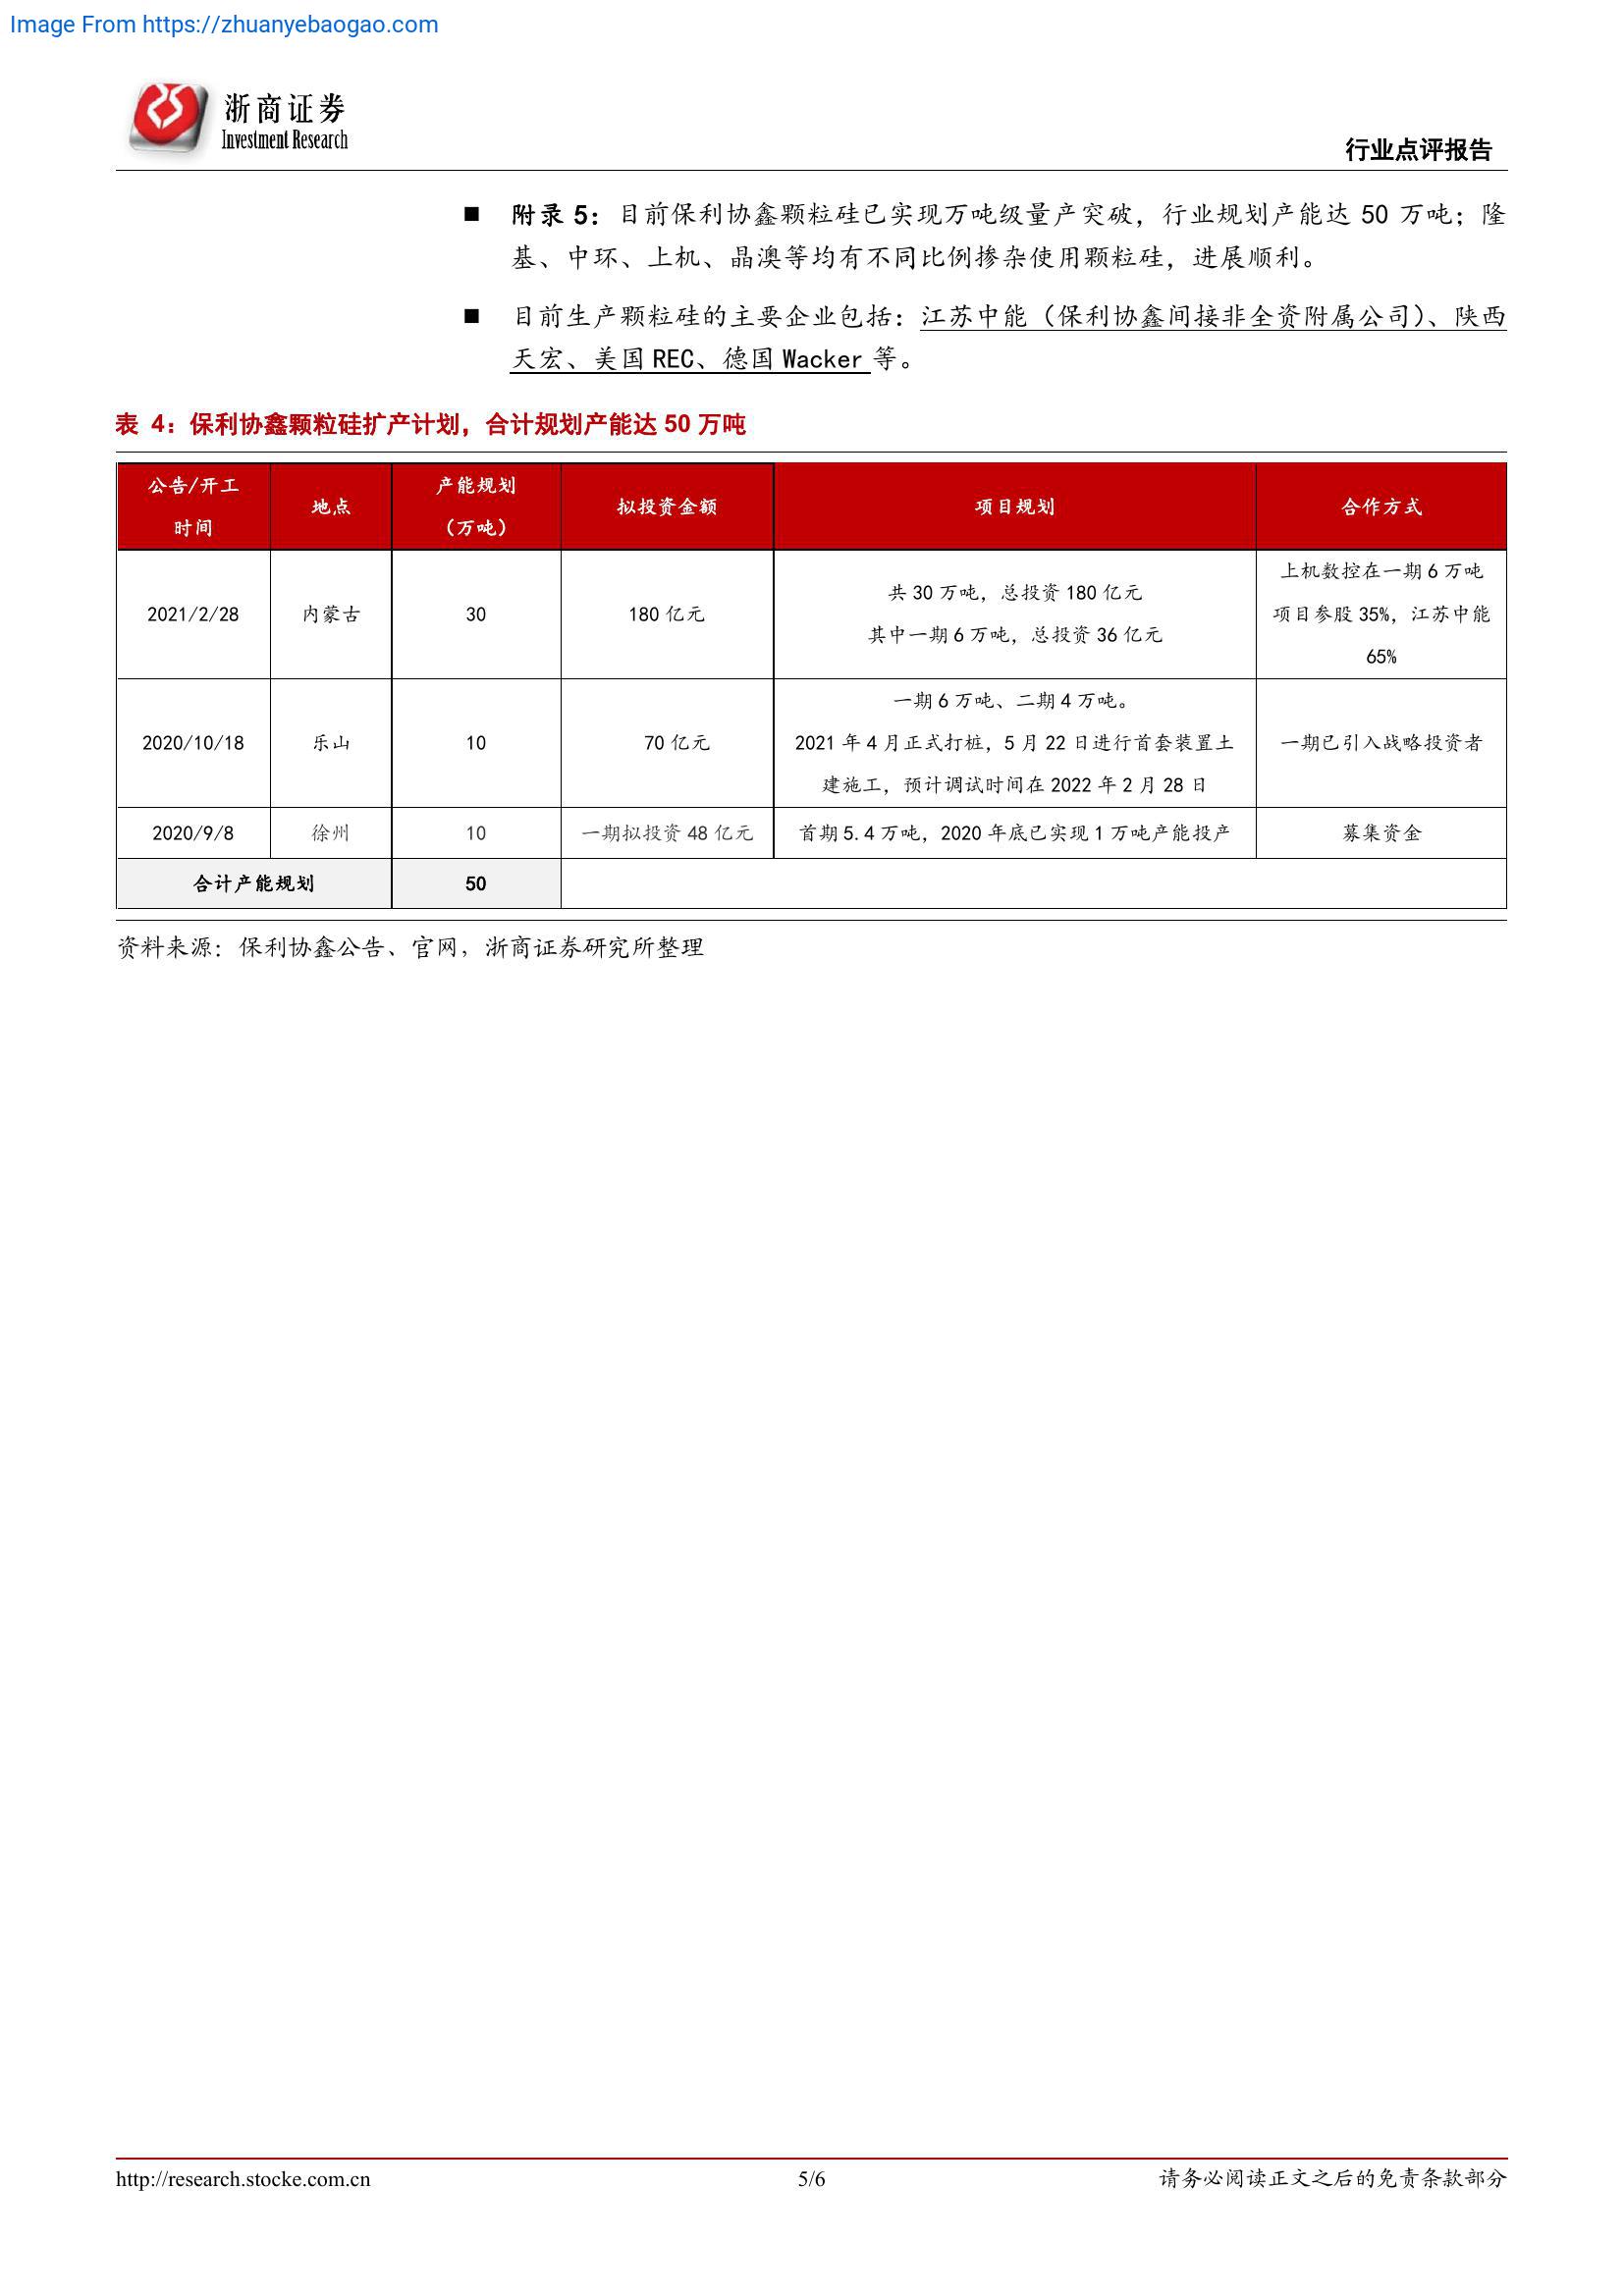 Image From https://zhuanyebaogao.com
浙商证券
Investment Research
行业点评报告
■ 附录 5：目前保利协鑫颗粒硅已实现万吨级量产突破，行业规划产能达 50 万吨；隆
基、中环、上机、晶澳等均有不同比例掺杂使用颗粒硅，进展顺利。
■ 目前生产颗粒硅的主要企业包括：江苏中能（保利协鑫间接非全资附属公司）、陕西
天宏、美国 REC、德国 Wacker 等。
表 4：保利协鑫颗粒硅扩产计划，合计规划产能达 50 万吨
公告/开工
时间
地点
产能规划
（万吨）
拟投资金额
项目规划
合作方式
2021/2/28
内蒙古
30
180 亿元
共 30 万吨，总投资 180 亿元
其中一期 6 万吨，总投资 36 亿元
上机数控在一期 6 万吨
项目参股 35%，江苏中能
65%
2020/10/18
乐山
10
70 亿元
一期 6 万吨、二期 4 万吨。
2021 年 4 月正式打桩，5 月 22 日进行首套装置土
建施工，预计调试时间在 2022 年 2 月 28 日
一期已引入战略投资者
2020/9/8
徐州
10
一期拟投资 48 亿元
首期 5.4 万吨，2020 年底已实现 1 万吨产能投产
募集资金
合计产能规划
50
资料来源：保利协鑫公告、官网，浙商证券研究所整理
http://research.stocke.com.cn
5/6
请务必阅读正文之后的免责条款部分